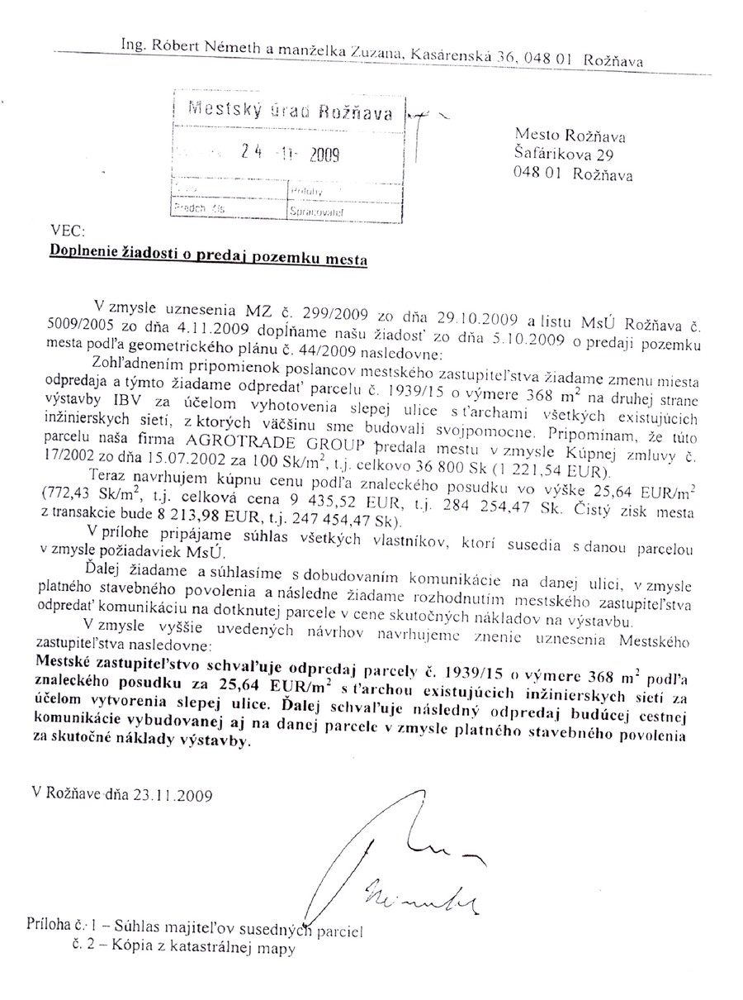 Ing. Róbert Németh a manželka Zuzana, Kasárenská 36, 048 01 Rožňava
Mestský úrad Rožňava
24 -11- 2009
Prílohy
Predch. čís.
Spracovateľ
Mesto Rožňava
Šafárikova 29
048 01 Rožňava
VEC:
Doplnenie žiadosti o predaj pozemku mesta
V zmysle uznesenia MZ č. 299/2009 zo dňa 29.10.2009 a listu MsÚ Rožňava č.
5009/2005 zo dňa 4.11.2009 dopĺňame našu žiadosť zo dňa 5.10.2009 o predaji pozemku
mesta podľa geometrického plánu č. 44/2009 nasledovne:
Zohľadnením pripomienok poslancov mestského zastupiteľstva žiadame zmenu miesta
odpredaja a týmto žiadame odpredať parcelu č. 1939/15 o výmere 368 m² na druhej strane
výstavby IBV za účelom vyhotovenia slepej ulice s ťarchami všetkých existujúcich
inžinierskych sietí, z ktorých väčšinu sme budovali svojpomocne. Pripomínam, že túto
parcelu naša firma AGROTRADE GROUP predala mestu v zmysle Kúpnej zmluvy č.
17/2002 zo dňa 15.07.2002 za 100 Sk/m², t.j. celkovo 36 800 Sk (1 221,54 EUR).
Teraz navrhujem kúpnu cenu podľa znaleckého posudku vo výške 25,64 EUR/m²
(772,43 Sk/m², t.j. celková cena 9 435,52 EUR, t.j. 284 254,47 Sk. Čistý zisk mesta
z transakcie bude 8 213,98 EUR, t.j. 247 454,47 Sk).
V prílohe pripájame súhlas všetkých vlastníkov, ktorí susedia s danou parcelou
v zmysle požiadaviek MsÚ.
Ďalej žiadame a súhlasíme s dobudovaním komunikácie na danej ulici, v zmysle
platného stavebného povolenia a následne žiadame rozhodnutím mestského zastupiteľstva
odpredať komunikáciu na dotknutej parcele v cene skutočných nákladov na výstavbu.
V zmysle vyššie uvedených návrhov navrhujeme znenie uznesenia Mestského
zastupiteľstva nasledovne:
Mestské zastupiteľstvo schvaľuje odpredaj parcely č. 1939/15 o výmere 368 m² podľa
znaleckého posudku za 25,64 EUR/m² s ťarchou existujúcich inžinierskych sietí za
účelom vytvorenia slepej ulice. Ďalej schvaľuje následný odpredaj budúcej cestnej
komunikácie vybudovanej aj na danej parcele v zmysle platného stavebného povolenia
za skutočné náklady výstavby.
V Rožňave dňa 23.11.2009
Príloha č. 1 – Súhlas majiteľov susedných parciel
č. 2 – Kópia z katastrálnej mapy